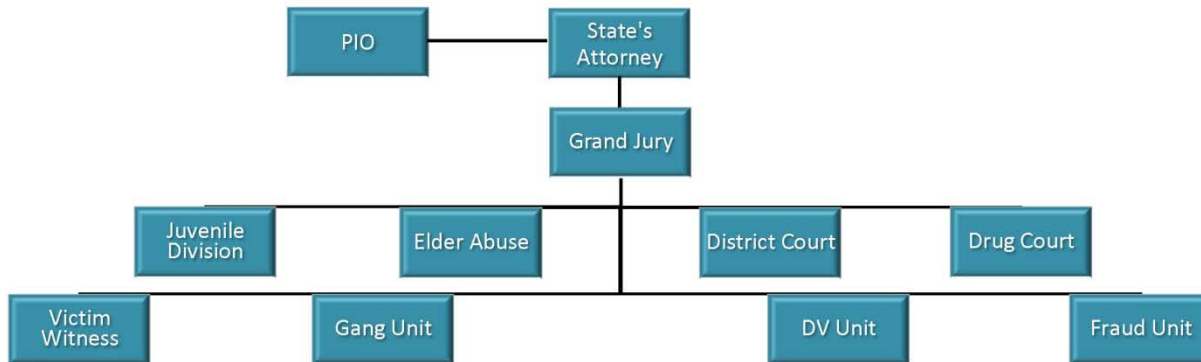 PIO
State's
Attorney
Grand Jury
Juvenile
Division
Elder Abuse
District Court
Drug Court
Victim
Witness
Gang Unit
DV Unit
Fraud Unit